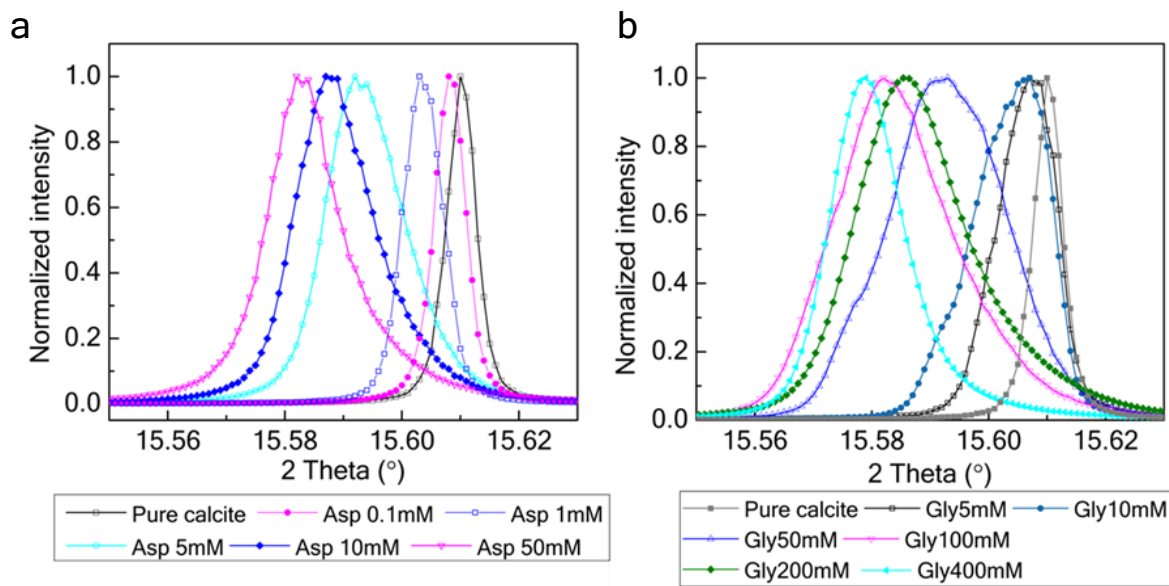 a
Normalized intensity
1.0
0.8
0.6
0.4
0.2
0.0
15.56 15.58 15.60 15.62
2 Theta (°)
Pure calcite Asp 0.1mM Asp 1mM
Asp 5mM Asp 10mM Asp 50mM
b
Normalized intensity
1.0
0.8
0.6
0.4
0.2
0.0
15.56 15.58 15.60 15.62
2 Theta (°)
Pure calcite Gly5mM Gly10mM
Gly50mM Gly100mM
Gly200mM Gly400mM